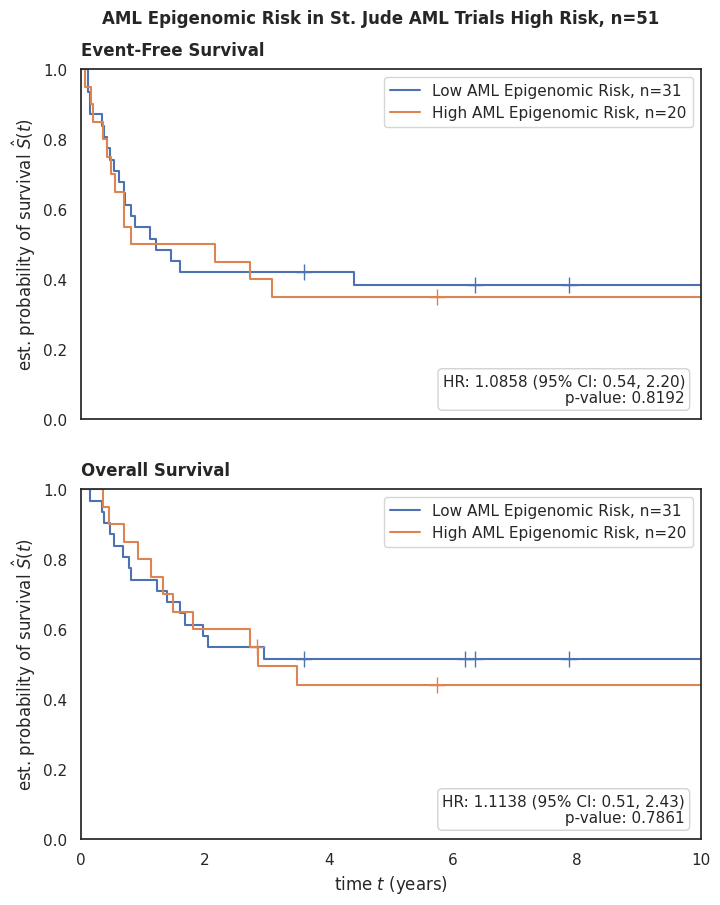 AML Epigenomic Risk in St. Jude AML Trials High Risk, n=51
Event-Free Survival
1.0
0.8
0.6
0.4
0.2
0.0
est. probability of survival Ŝ(t)
Low AML Epigenomic Risk, n=31
High AML Epigenomic Risk, n=20
HR: 1.0858 (95% CI: 0.54, 2.20)
p-value: 0.8192
Overall Survival
1.0
0.8
0.6
0.4
0.2
0.0
est. probability of survival Ŝ(t)
Low AML Epigenomic Risk, n=31
High AML Epigenomic Risk, n=20
HR: 1.1138 (95% CI: 0.51, 2.43)
p-value: 0.7861
0 2 4 6 8 10
time t (years)